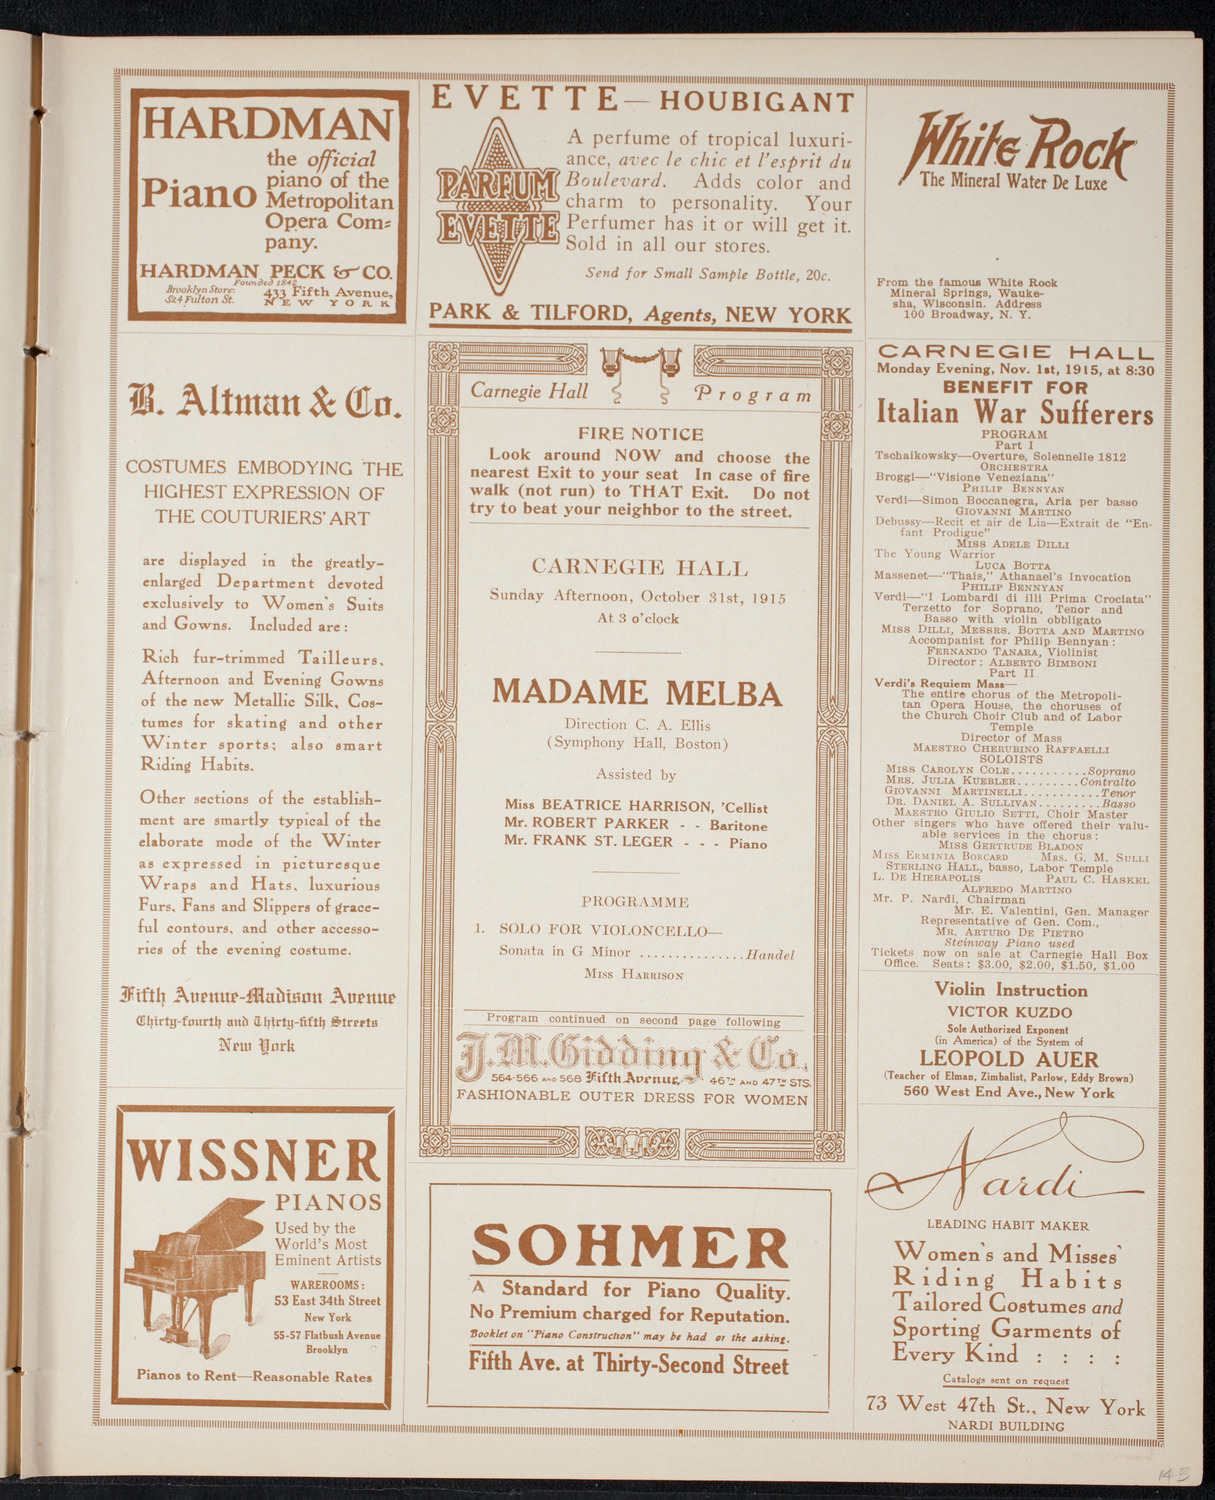 HARDMAN
Piano
the official
piano of the
Metropolitan
Opera Com=
pany.
HARDMAN, PECK & CO.
Founded 1842
Brooklyn Store:
524 Fulton St.
433 Fifth Avenue,
NEW YORK
B. Altman & Co.
COSTUMES EMBODYING THE
HIGHEST EXPRESSION OF
THE COUTURIERS' ART
are displayed in the greatly-
enlarged Department devoted
exclusively to Women's Suits
and Gowns. Included are:
Rich fur-trimmed Tailleurs,
Afternoon and Evening Gowns
of the new Metallic Silk, Cos-
tumes for skating and other
Winter sports; also smart
Riding Habits.
Other sections of the establish-
ment are smartly typical of the
elaborate mode of the Winter
as expressed in picturesque
Wraps and Hats, luxurious
Furs, Fans and Slippers of grace-
ful contours, and other accesso-
ries of the evening costume.
Fifth Avenue-Madison Avenue
Thirty-fourth and Thirty-fifth Streets
New York
WISSNER
PIANOS
Used by the
World's Most
Eminent Artists
WAREROOMS:
53 East 34th Street
New York
55-57 Flatbush Avenue
Brooklyn
Pianos to Rent—Reasonable Rates
EVETTE—HOUBIGANT
PARFUM
EVETTE
A perfume of tropical luxuri-
ance, avec le chic et l'esprit du
Boulevard. Adds color and
charm to personality. Your
Perfumer has it or will get it.
Sold in all our stores.
Send for Small Sample Bottle, 20c.
PARK & TILFORD, Agents, NEW YORK
Carnegie Hall Program
FIRE NOTICE
Look around NOW and choose the
nearest Exit to your seat In case of fire
walk (not run) to THAT Exit. Do not
try to beat your neighbor to the street.
CARNEGIE HALL
Sunday Afternoon, October 31st, 1915
At 3 o'clock
MADAME MELBA
Direction C. A. Ellis
(Symphony Hall, Boston)
Assisted by
Miss BEATRICE HARRISON, 'Cellist
Mr. ROBERT PARKER - - Baritone
Mr. FRANK ST. LEGER - - - Piano
PROGRAMME
1. SOLO FOR VIOLONCELLO—
Sonata in G Minor ...............Handel
MISS HARRISON
Program continued on second page following
J. M. Gidding & Co.
564-566 AND 568 Fifth Avenue, 46TH AND 47TH STS.
FASHIONABLE OUTER DRESS FOR WOMEN
SOHMER
A Standard for Piano Quality.
No Premium charged for Reputation.
Booklet on "Piano Construction" may be had or the asking.
Fifth Ave. at Thirty-Second Street
White Rock
The Mineral Water De Luxe
From the famous White Rock
Mineral Springs, Wauke-
sha, Wisconsin. Address
100 Broadway, N. Y.
CARNEGIE HALL
Monday Evening, Nov. 1st, 1915, at 8:30
BENEFIT FOR
Italian War Sufferers
PROGRAM
Part I
Tschaikowsky—Overture, Solennelle 1812
ORCHESTRA
Broggi—"Visione Veneziana"
PHILIP BENNYAN
Verdi—Simon Boccanegra, Aria per basso
GIOVANNI MARTINO
Debussy—Recit et air de Lia—Extrait de "En-
fant Prodigue"
MISS ADELE DILLI
The Young Warrior
LUCA BOTTA
Massenet—"Thais," Athanael's Invocation
PHILIP BENNYAN
Verdi—"I Lombardi di illi Prima Crociata"
Terzetto for Soprano, Tenor and
Basso with violin obbligato
MISS DILLI, MESSRS. BOTTA AND MARTINO
Accompanist for Philip Bennyan:
FERNANDO TANARA, Violinist
Director: ALBERTO BIMBONI
Part II
Verdi's Requiem Mass—
The entire chorus of the Metropoli-
tan Opera House, the choruses of
the Church Choir Club and of Labor
Temple
Director of Mass
MAESTRO CHERUBINO RAFFAELLI
SOLOISTS
MISS CAROLYN COLE...........Soprano
MRS. JULIA KUEBLER.........Contralto
GIOVANNI MARTINELLI............Tenor
DR. DANIEL A. SULLIVAN.........Basso
MAESTRO GIULIO SETTI, Choir Master
Other singers who have offered their valu-
able services in the chorus:
MISS GERTRUDE BLADON
MISS ERMINIA BORCARD MRS. G. M. SULLI
STERLING HALL, basso, Labor Temple
L. DE HIERAPOLIS PAUL C. HASKEL
ALFREDO MARTINO
Mr. P. Nardi, Chairman
Mr. E. Valentini, Gen. Manager
Representative of Gen. Com.,
MR. ARTURO DE PIETRO
Steinway Piano used
Tickets now on sale at Carnegie Hall Box
Office. Seats: $3.00, $2.00, $1.50, $1.00
Violin Instruction
VICTOR KUZDO
Sole Authorized Exponent
(in America) of the System of
LEOPOLD AUER
(Teacher of Elman, Zimbalist, Parlow, Eddy Brown)
560 West End Ave., New York
Nardi
LEADING HABIT MAKER
Women's and Misses'
Riding Habits
Tailored Costumes and
Sporting Garments of
Every Kind : : : :
Catalogs sent on request
73 West 47th St., New York
NARDI BUILDING
14 B